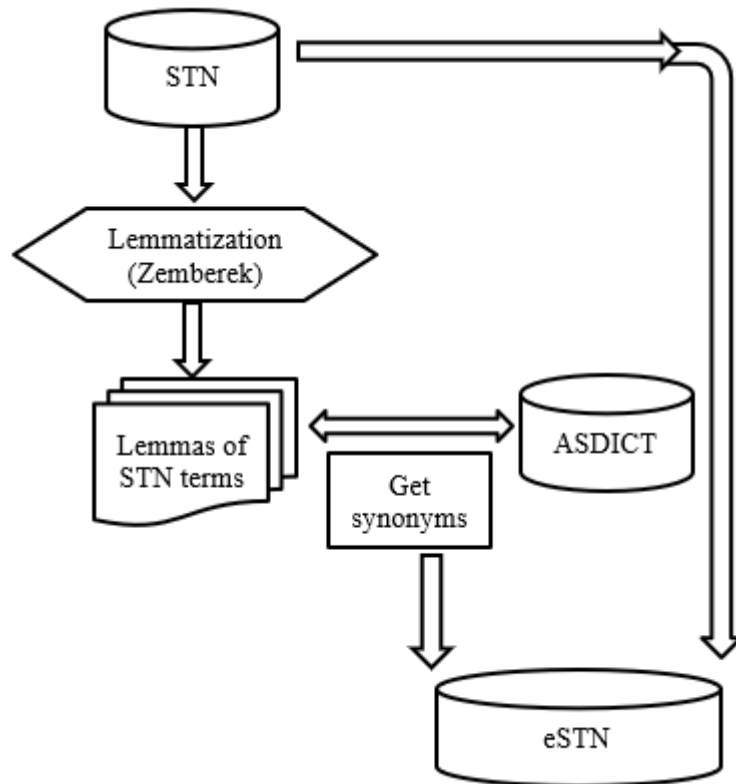 STN
Lemmatization
(Zemberek)
Lemmas of
STN terms
ASDICT
Get
synonyms
eSTN